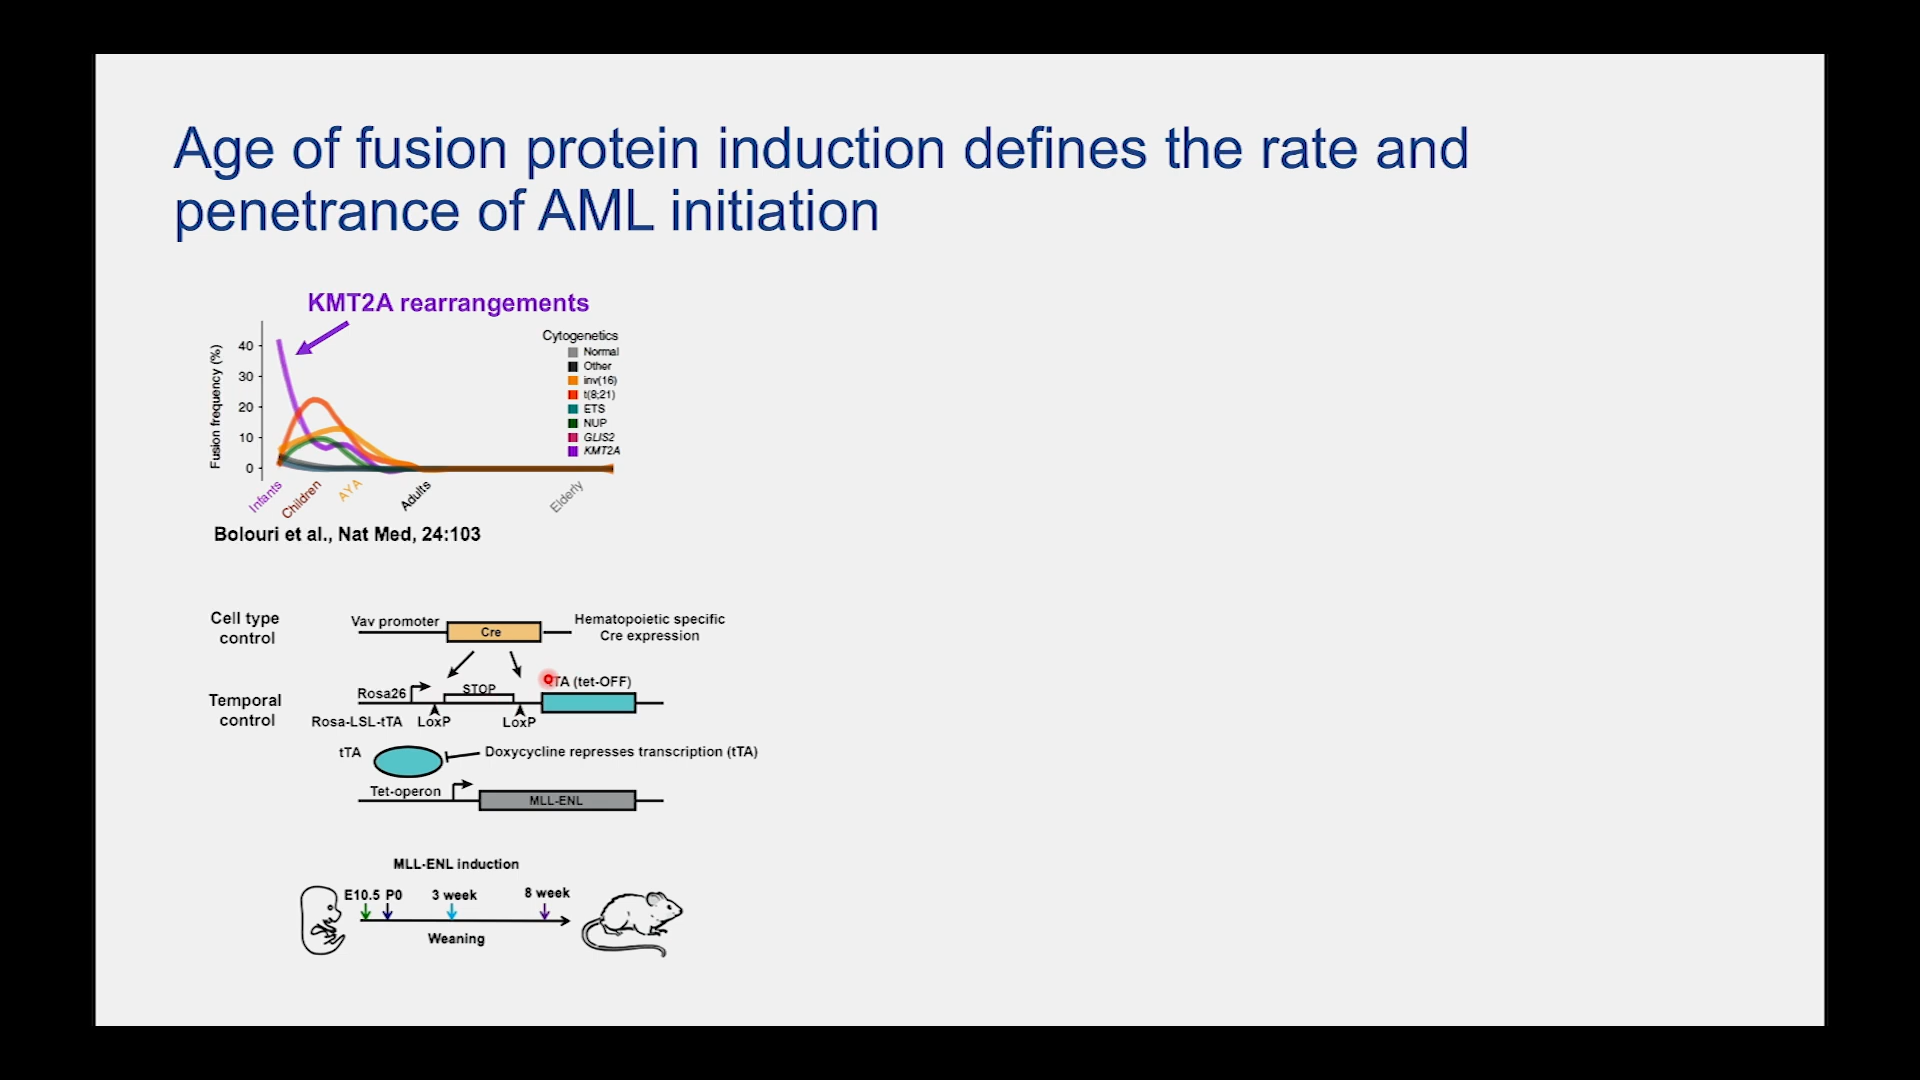 Age of fusion protein induction defines the rate and
penetrance of AML initiation
KMT2A rearrangements
Fusion frequency (%)
40
30
20
10
0
Cytogenetics
Normal
Other
inv(16)
t(8;21)
ETS
NUP
GLIS2
KMT2A
Infants
Children
AYA
Adults
Elderly
Bolouri et al., Nat Med, 24:103
Cell type
control
Vav promoter
Cre
Hematopoietic specific
Cre expression
Temporal
control
Rosa26
STOP
TA (tet-OFF)
Rosa-LSL-tTA
LoxP
LoxP
tTA
Doxycycline represses transcription (tTA)
Tet-operon
MLL-ENL
MLL-ENL induction
E10.5 P0
3 week
8 week
Weaning